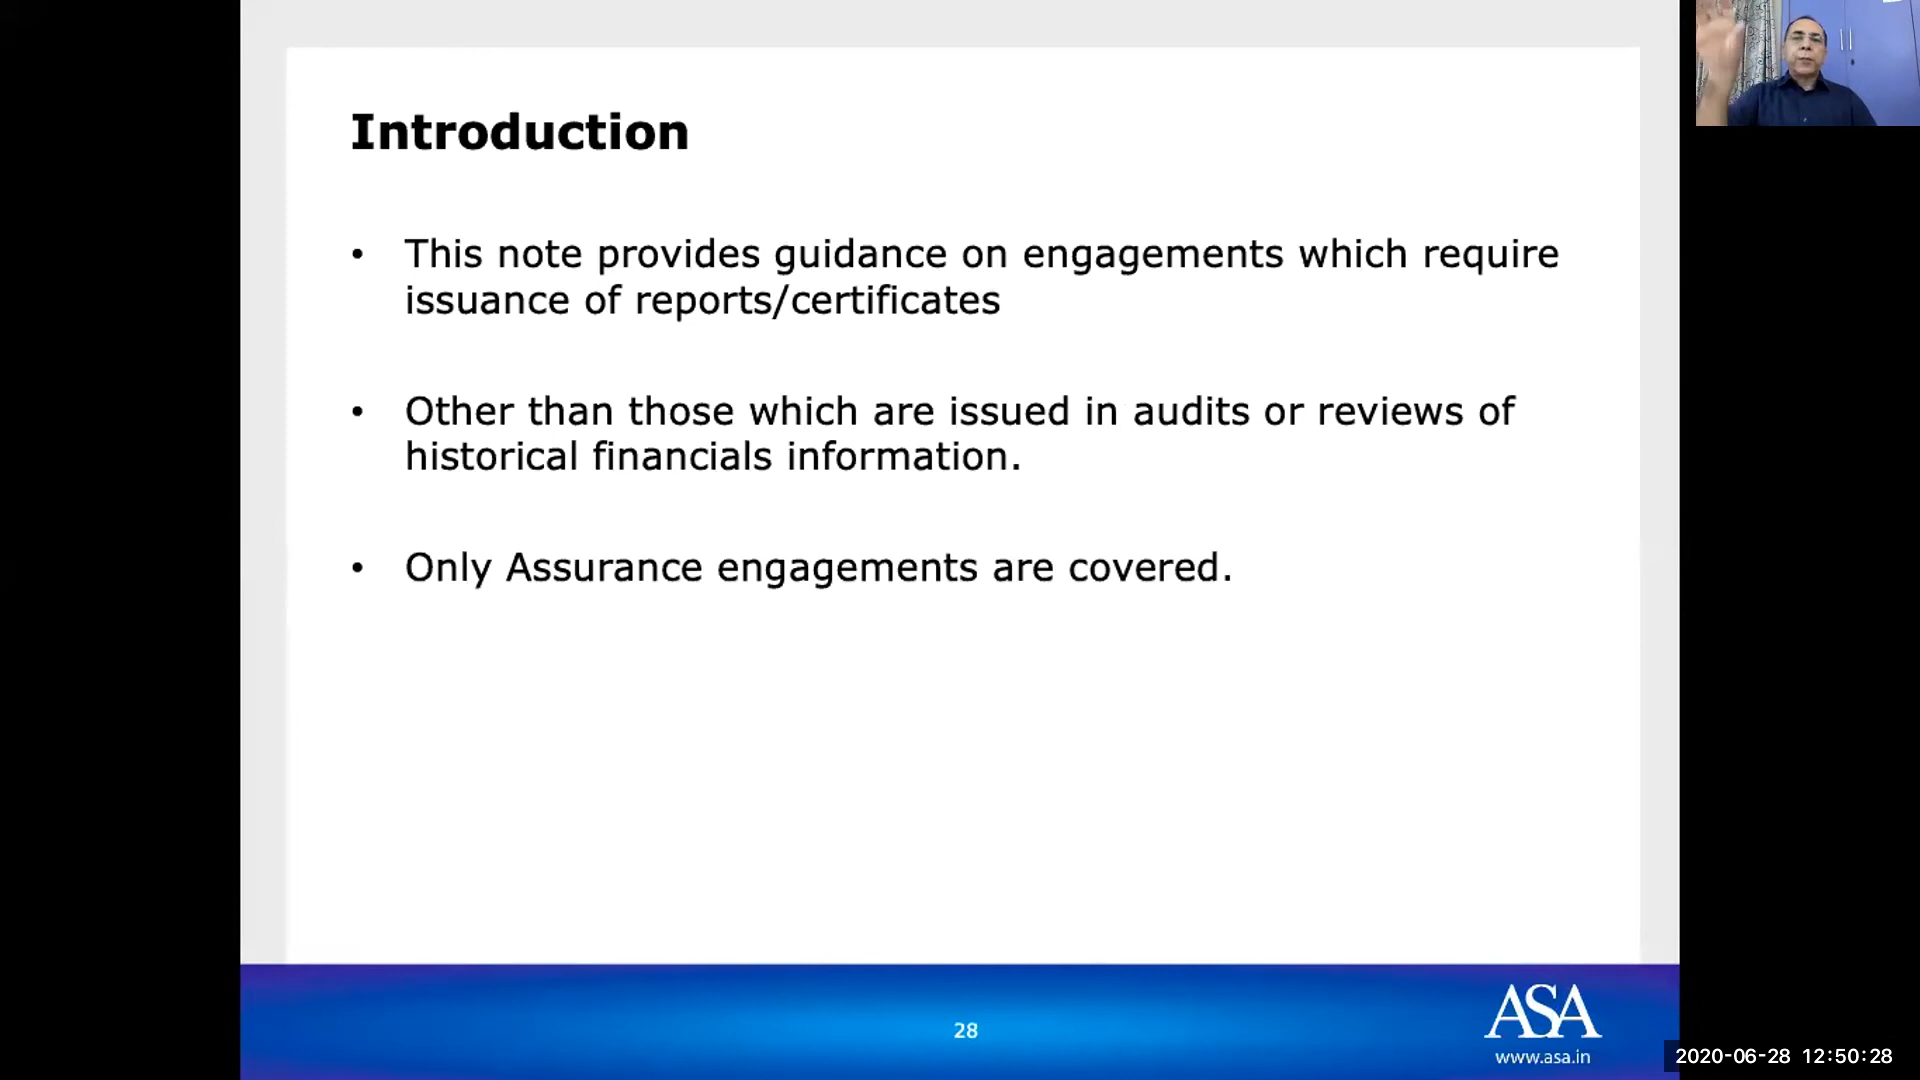 Introduction
• This note provides guidance on engagements which require
issuance of reports/certificates
• Other than those which are issued in audits or reviews of
historical financials information.
• Only Assurance engagements are covered.
28
ASA
www.asa.in
2020-06-28 12:50:28